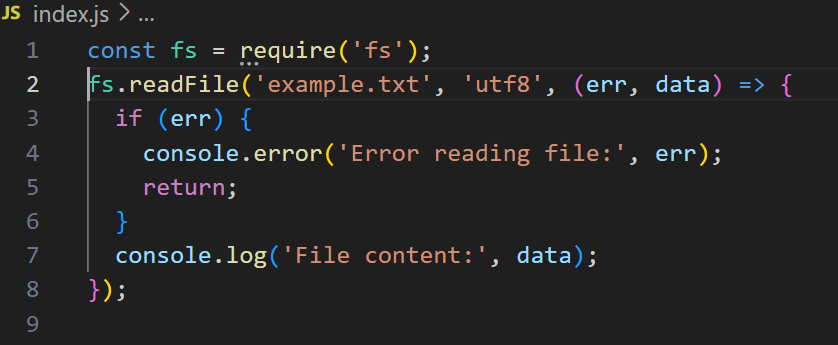 JS index.js > ...
1 const fs = require('fs');
2 fs.readFile('example.txt', 'utf8', (err, data) => {
3   if (err) {
4     console.error('Error reading file:', err);
5     return;
6   }
7   console.log('File content:', data);
8 });
9